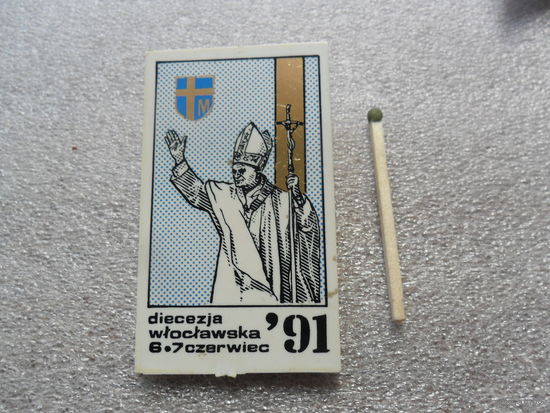 M
diecezja
włocławska
6•7czerwiec '91